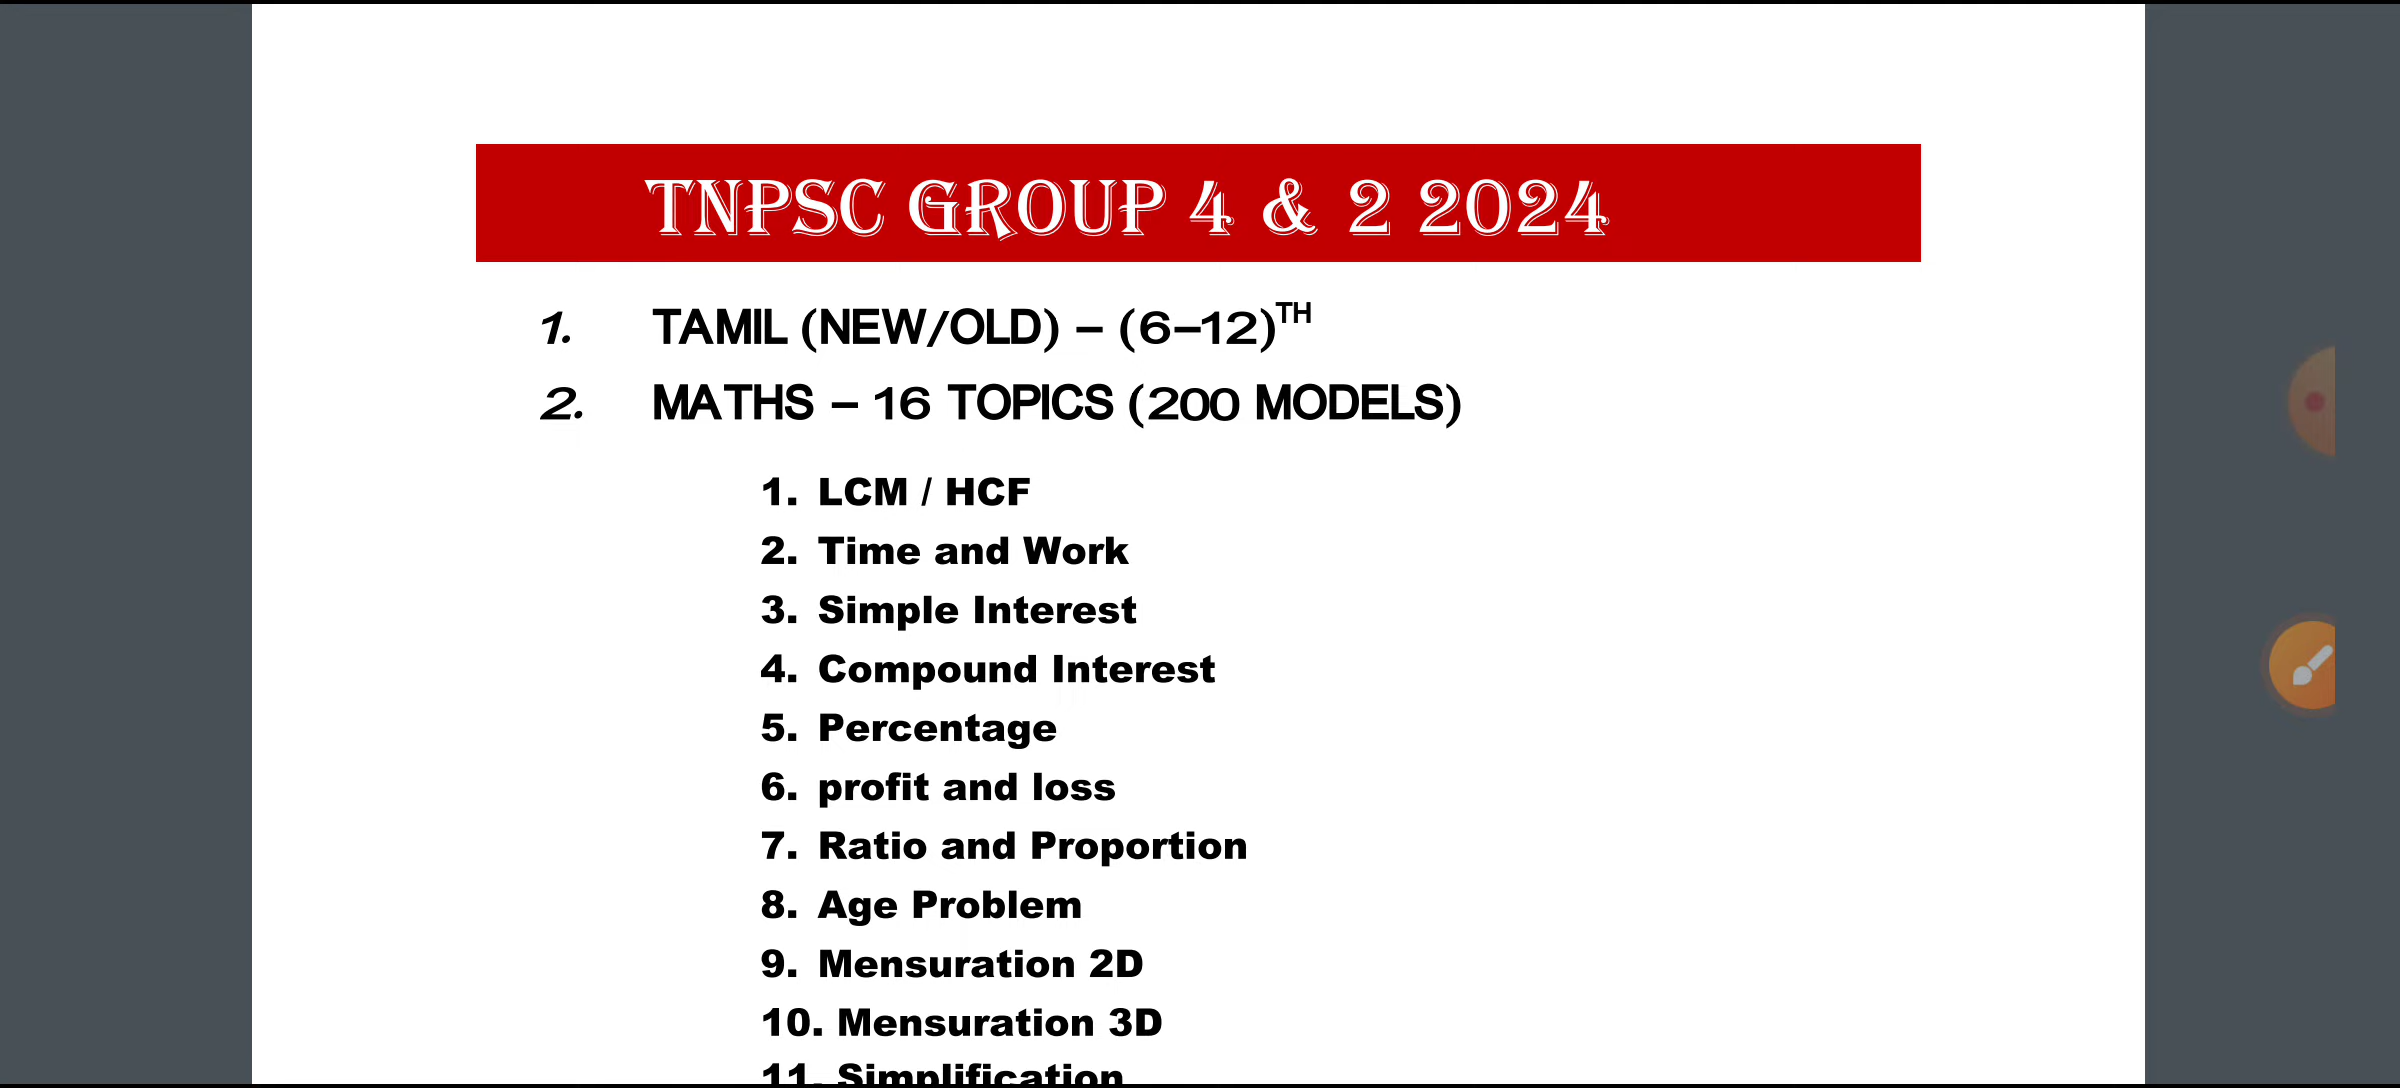 TNPSC GROUP 4 & 2 2024
1. TAMIL (NEW/OLD) – (6–12)TH
2. MATHS – 16 TOPICS (200 MODELS)
1. LCM / HCF
2. Time and Work
3. Simple Interest
4. Compound Interest
5. Percentage
6. profit and loss
7. Ratio and Proportion
8. Age Problem
9. Mensuration 2D
10. Mensuration 3D
11. Simplification